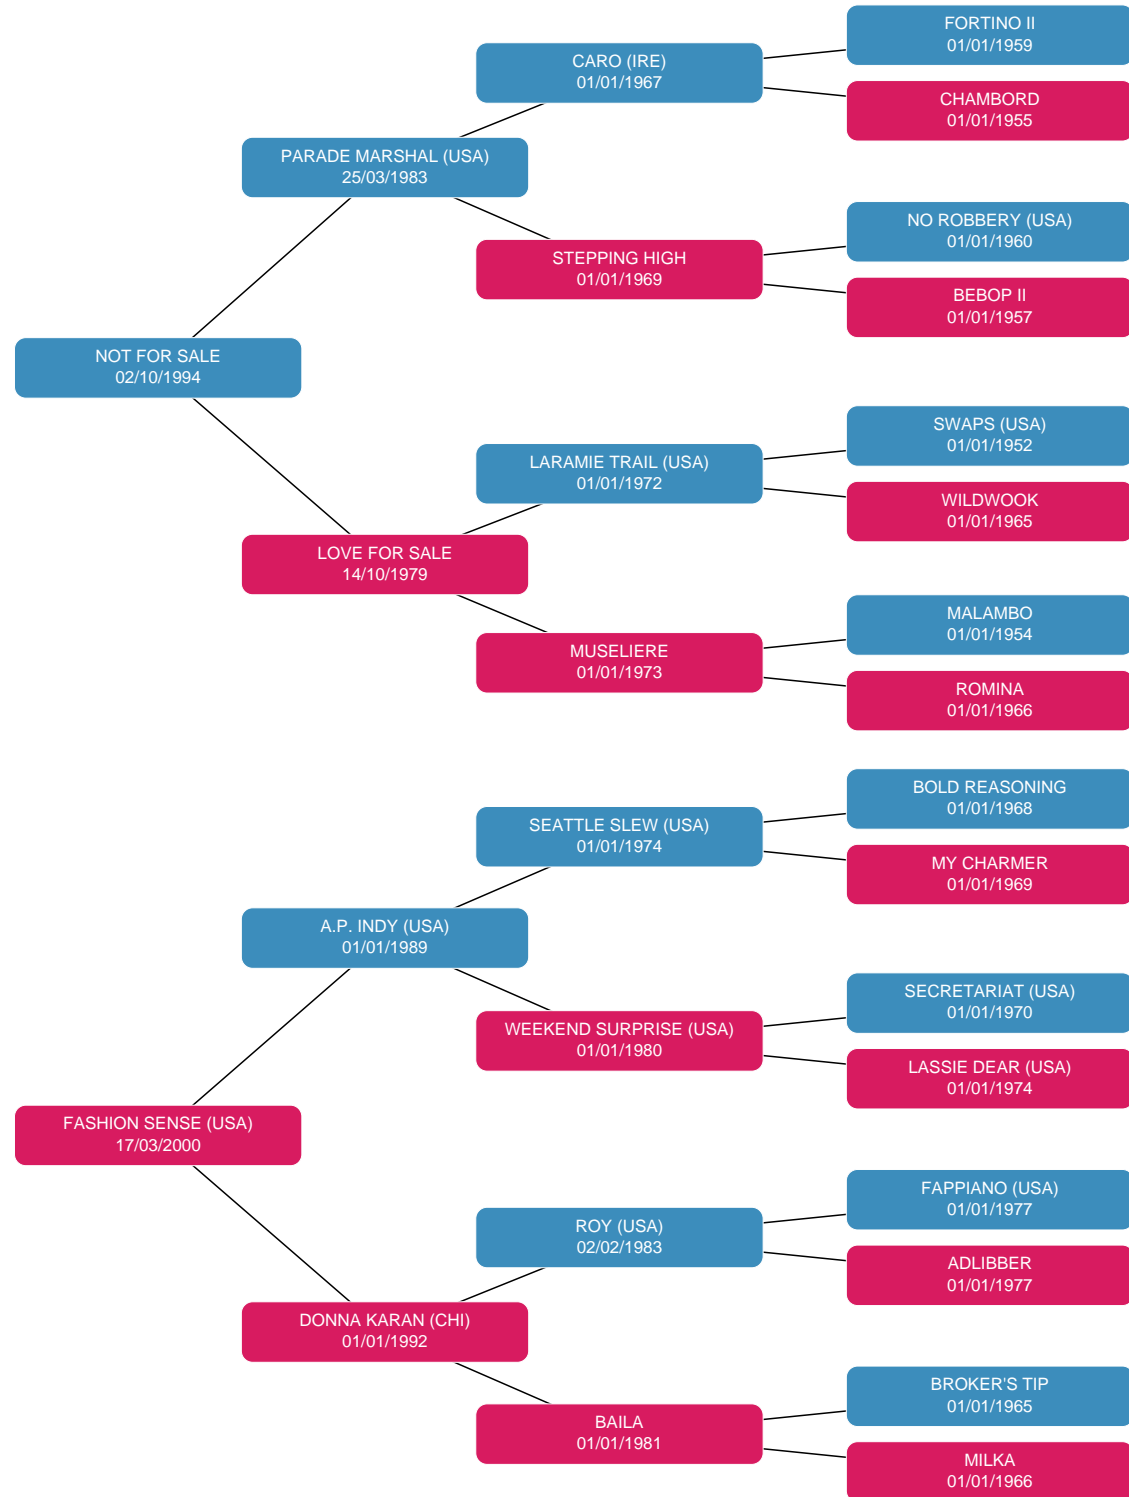 FORTINO II
01/01/1959
CARO (IRE)
01/01/1967
CHAMBORD
01/01/1955
PARADE MARSHAL (USA)
25/03/1983
NO ROBBERY (USA)
01/01/1960
STEPPING HIGH
01/01/1969
BEBOP II
01/01/1957
NOT FOR SALE
02/10/1994
SWAPS (USA)
01/01/1952
LARAMIE TRAIL (USA)
01/01/1972
WILDWOOK
01/01/1965
LOVE FOR SALE
14/10/1979
MALAMBO
01/01/1954
MUSELIERE
01/01/1973
ROMINA
01/01/1966
BOLD REASONING
01/01/1968
SEATTLE SLEW (USA)
01/01/1974
MY CHARMER
01/01/1969
A.P. INDY (USA)
01/01/1989
SECRETARIAT (USA)
01/01/1970
WEEKEND SURPRISE (USA)
01/01/1980
LASSIE DEAR (USA)
01/01/1974
FASHION SENSE (USA)
17/03/2000
FAPPIANO (USA)
01/01/1977
ROY (USA)
02/02/1983
ADLIBBER
01/01/1977
DONNA KARAN (CHI)
01/01/1992
BROKER'S TIP
01/01/1965
BAILA
01/01/1981
MILKA
01/01/1966